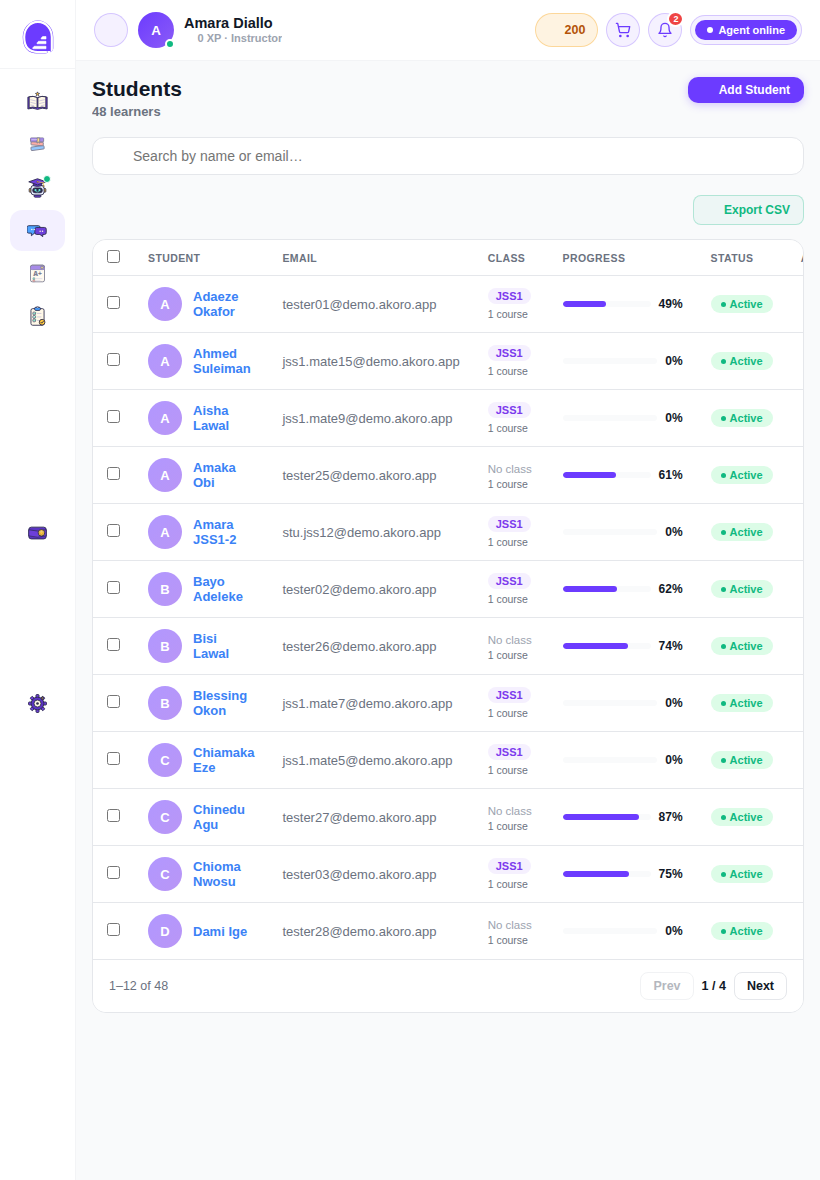 A
Amara Diallo
0 XP · Instructor
200
2
Agent online
Students
48 learners
Add Student
Search by name or email…
Export CSV
STUDENT EMAIL CLASS PROGRESS STATUS
A Adaeze Okafor tester01@demo.akoro.app JSS1 1 course 49% Active
A Ahmed Suleiman jss1.mate15@demo.akoro.app JSS1 1 course 0% Active
A Aisha Lawal jss1.mate9@demo.akoro.app JSS1 1 course 0% Active
A Amaka Obi tester25@demo.akoro.app No class 1 course 61% Active
A Amara JSS1-2 stu.jss12@demo.akoro.app JSS1 1 course 0% Active
B Bayo Adeleke tester02@demo.akoro.app JSS1 1 course 62% Active
B Bisi Lawal tester26@demo.akoro.app No class 1 course 74% Active
B Blessing Okon jss1.mate7@demo.akoro.app JSS1 1 course 0% Active
C Chiamaka Eze jss1.mate5@demo.akoro.app JSS1 1 course 0% Active
C Chinedu Agu tester27@demo.akoro.app No class 1 course 87% Active
C Chioma Nwosu tester03@demo.akoro.app JSS1 1 course 75% Active
D Dami Ige tester28@demo.akoro.app No class 1 course 0% Active
1–12 of 48
Prev 1 / 4 Next